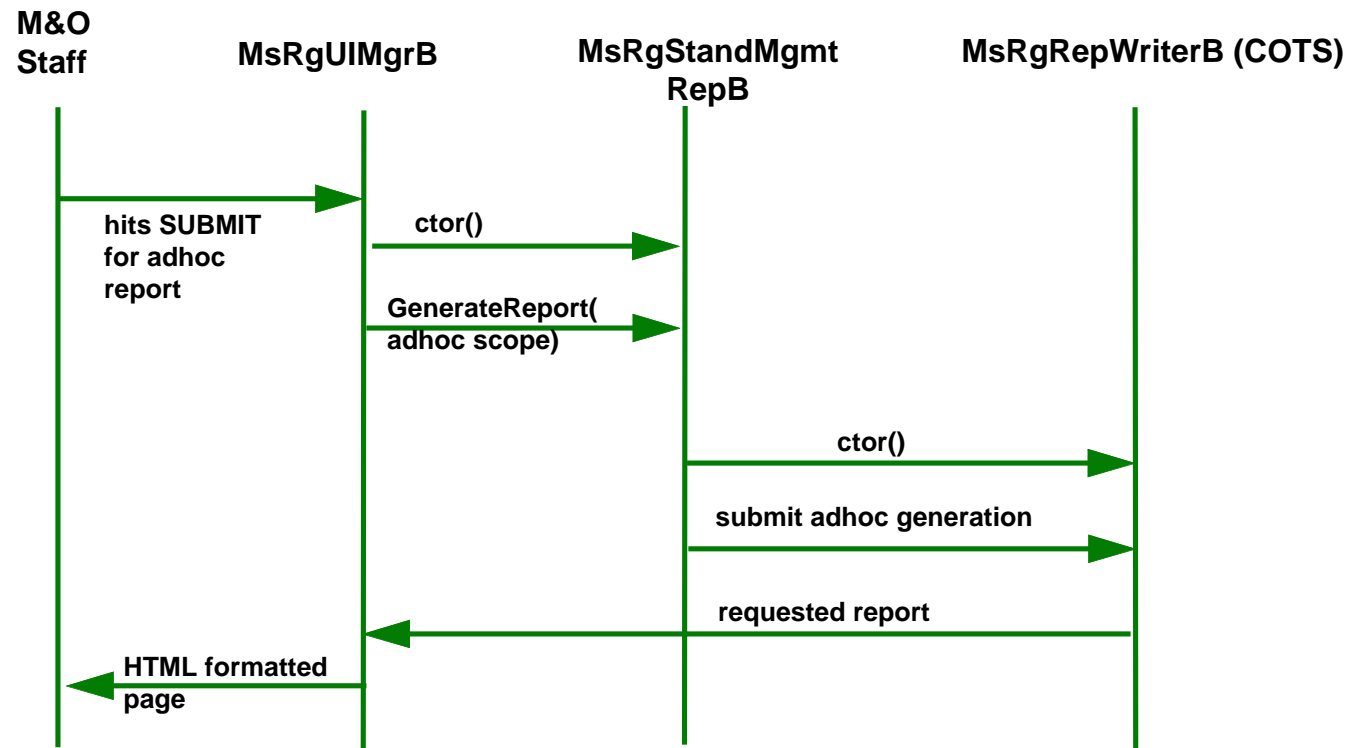 M&O
Staff
MsRgUIMgrB
MsRgStandMgmt
RepB
MsRgRepWriterB (COTS)
hits SUBMIT
for adhoc
report
ctor()
GenerateReport(
adhoc scope)
ctor()
submit adhoc generation
requested report
HTML formatted
page